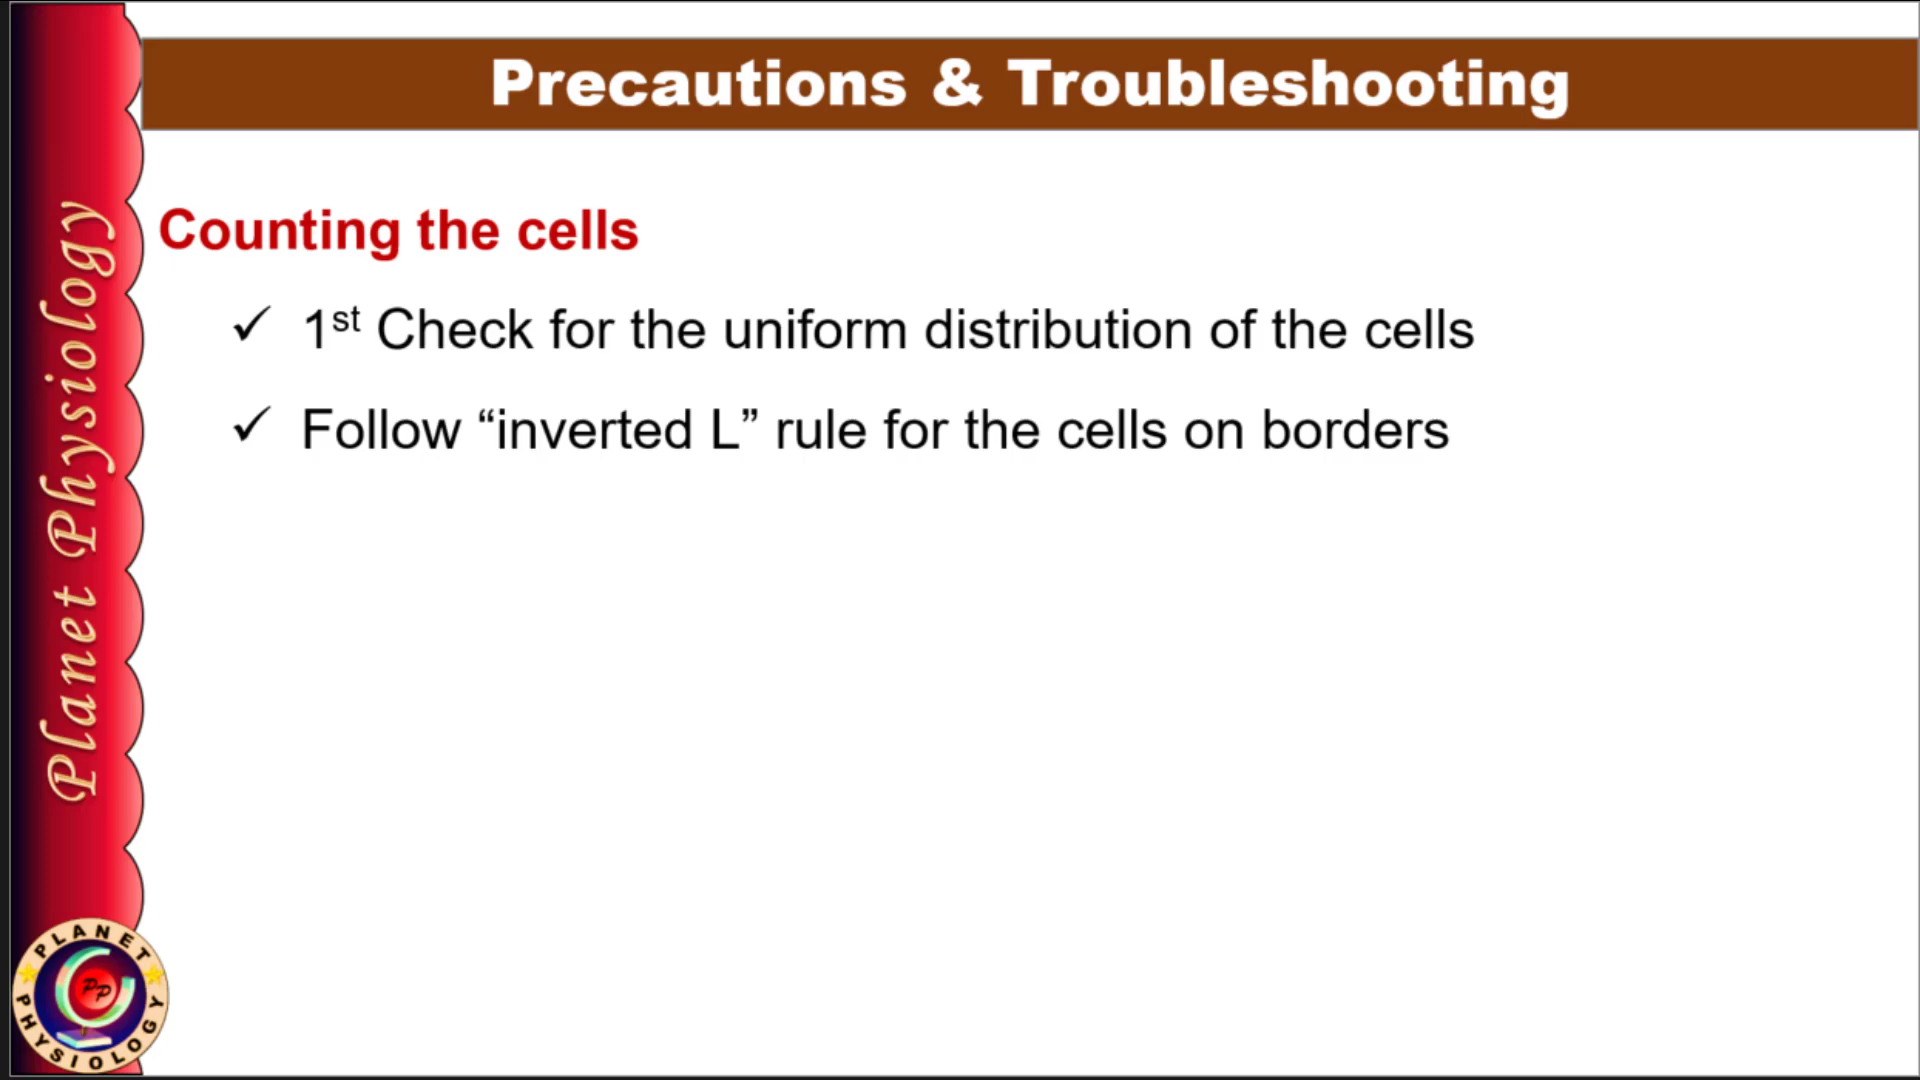 Precautions & Troubleshooting
Counting the cells
✓ 1st Check for the uniform distribution of the cells
✓ Follow “inverted L” rule for the cells on borders
Planet Physiology
PLANET
PP
PHYSIOLOGY